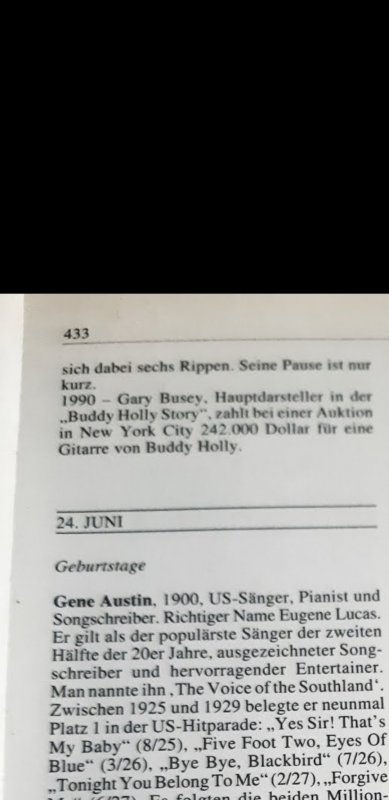 433
sich dabei sechs Rippen. Seine Pause ist nur
kurz.
1990 – Gary Busey, Hauptdarsteller in der
„Buddy Holly Story“, zahlt bei einer Auktion
in New York City 242.000 Dollar für eine
Gitarre von Buddy Holly.
24. JUNI
Geburtstage
Gene Austin, 1900, US-Sänger, Pianist und
Songschreiber. Richtiger Name Eugene Lucas.
Er gilt als der populärste Sänger der zweiten
Hälfte der 20er Jahre, ausgezeichneter Song-
schreiber und hervorragender Entertainer.
Man nannte ihn ‚The Voice of the Southland‘.
Zwischen 1925 und 1929 belegte er neunmal
Platz 1 in der US-Hitparade: „Yes Sir! That's
My Baby“ (8/25), „Five Foot Two, Eyes Of
Blue“ (3/26), „Bye Bye, Blackbird“ (7/26),
„Tonight You Belong To Me“ (2/27), „Forgive
Es folgten die beiden Million-